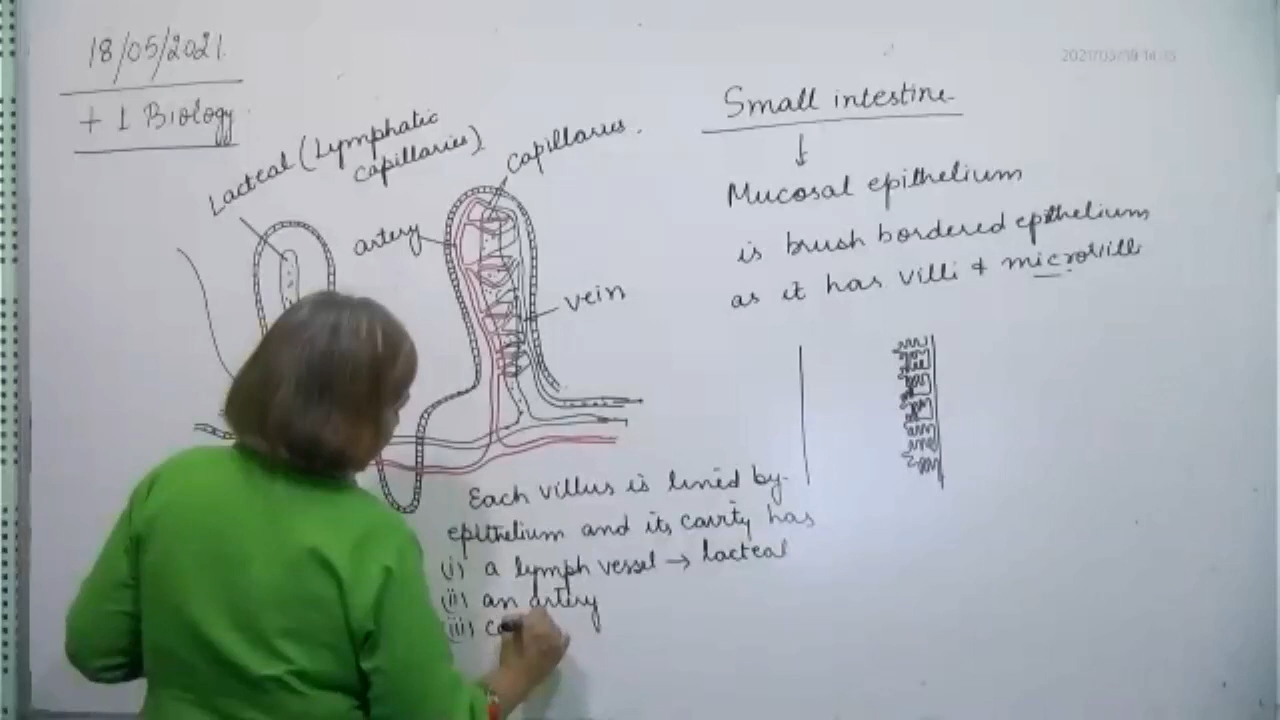 18/05/2021
+ 1 Biology
Lacteal (Lymphatic
capillaries)
capillaries.
artery
vein
Small intestine
Mucosal epithelium
is brush bordered epithelium
as it has villi & microvilli
Each villus is lined by
epithelium and its cavity has
(i) a lymph vessel → lacteal
(ii) an artery
(iii) ca